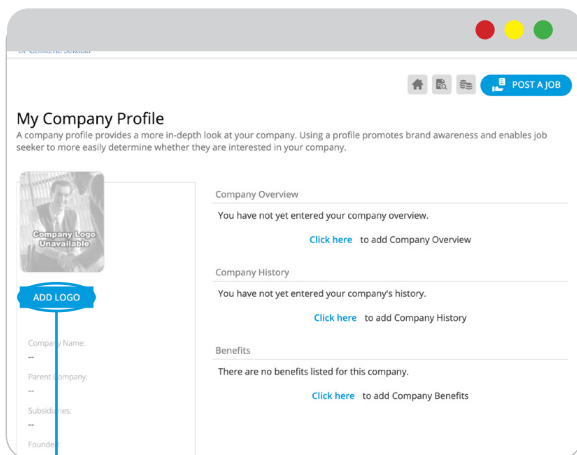 POST A JOB
My Company Profile
A company profile provides a more in-depth look at your company. Using a profile promotes brand awareness and enables job
seeker to more easily determine whether they are interested in your company.
Company Logo
Unavailable
ADD LOGO
Company Name:
--
Parent Company:
--
Subsidiaries:
--
Company Overview
You have not yet entered your company overview.
Click here to add Company Overview
Company History
You have not yet entered your company's history.
Click here to add Company History
Benefits
There are no benefits listed for this company.
Click here to add Company Benefits